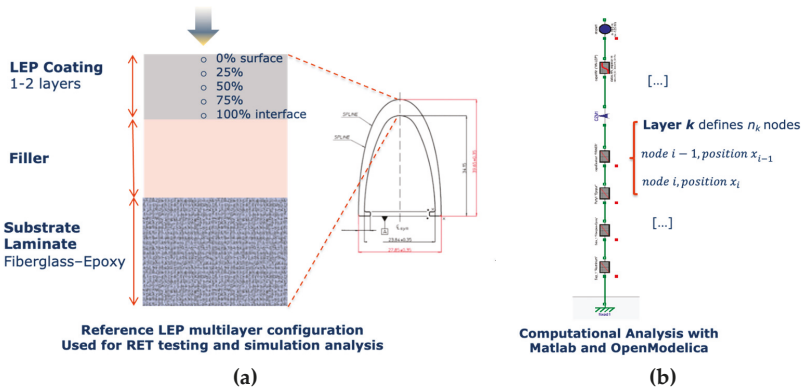 LEP Coating
1-2 layers
0% surface
25%
50%
75%
100% interface
Filler
Substrate
Laminate
Fiberglass–Epoxy
SPLINE
SPLINE
Reference LEP multilayer configuration
Used for RET testing and simulation analysis
(a)
[...]
Layer k defines n_k nodes
node i − 1, position x_{i−1}
node i, position x_i
[...]
Computational Analysis with
Matlab and OpenModelica
(b)